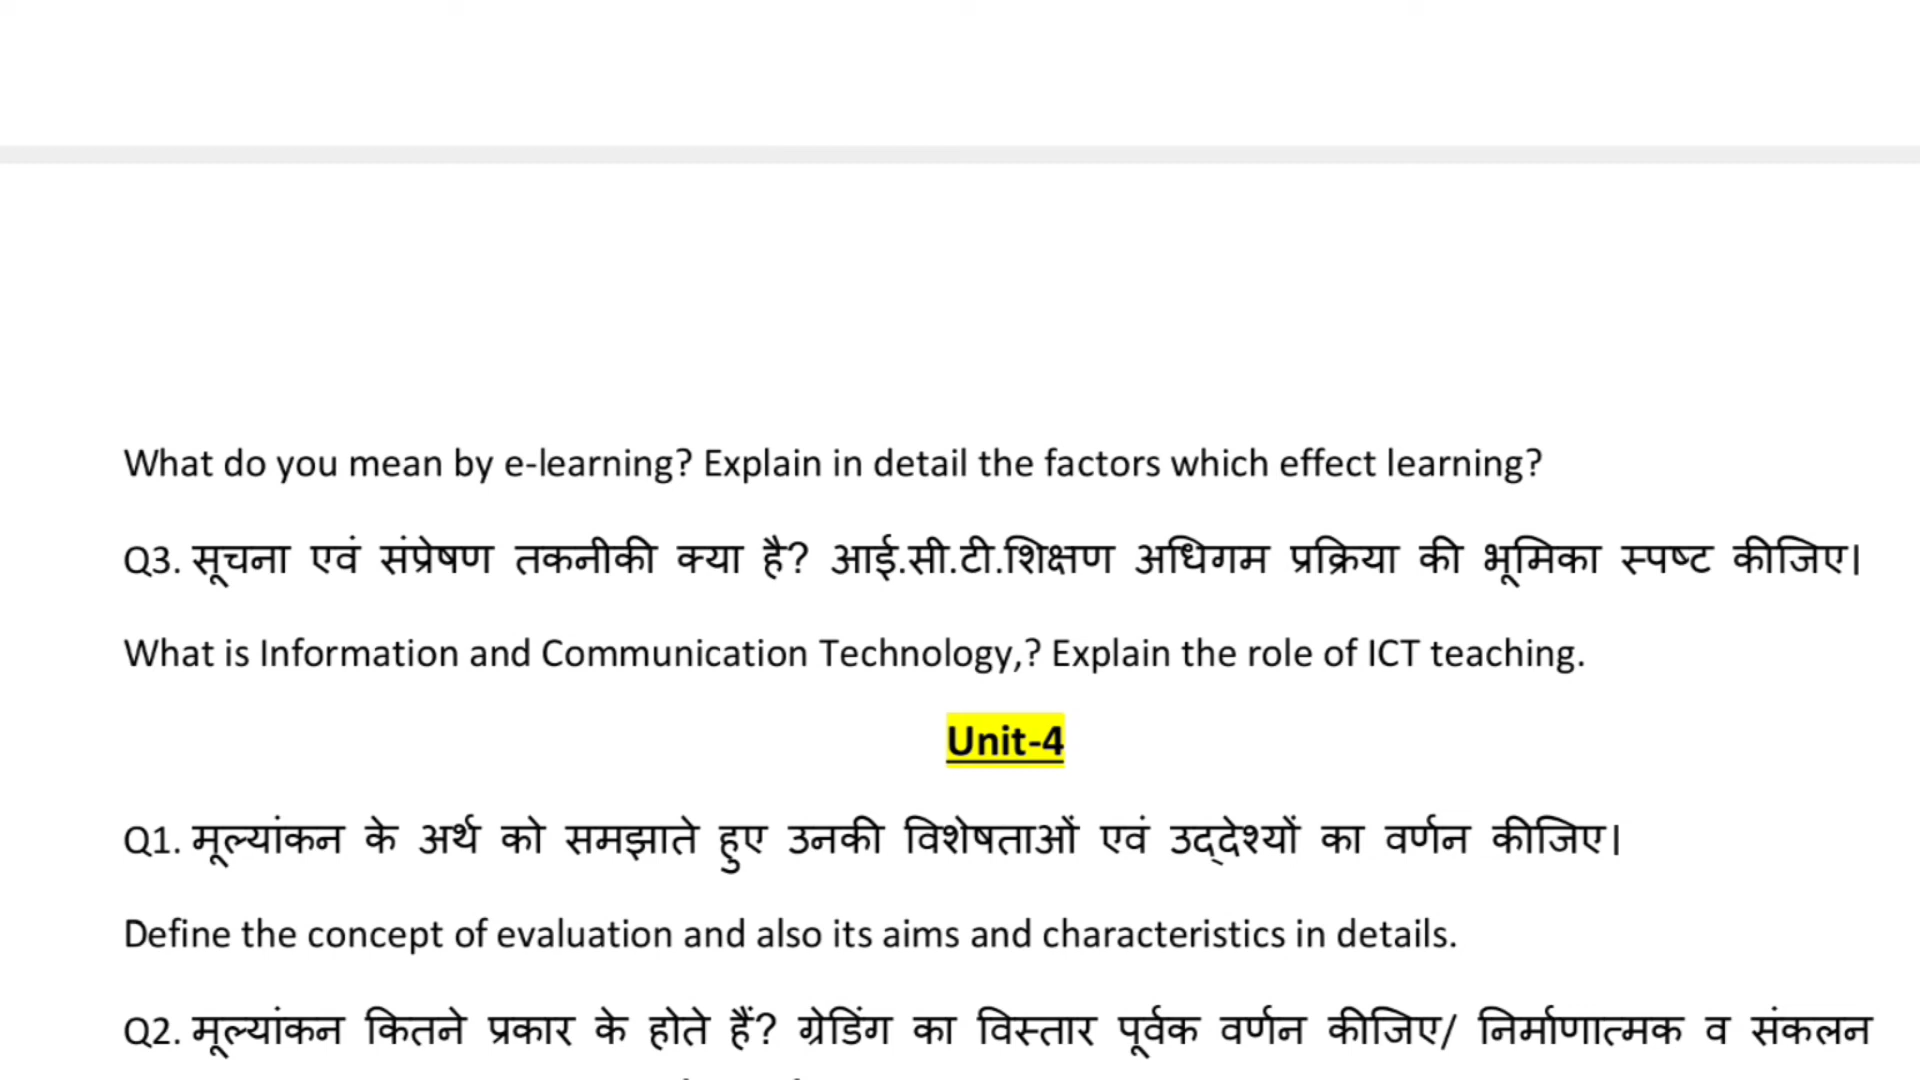 What do you mean by e-learning? Explain in detail the factors which effect learning?
Q3. सूचना एवं संप्रेषण तकनीकी क्या है? आई.सी.टी.शिक्षण अधिगम प्रक्रिया की भूमिका स्पष्ट कीजिए।
What is Information and Communication Technology,? Explain the role of ICT teaching.
Unit-4
Q1. मूल्यांकन के अर्थ को समझाते हुए उनकी विशेषताओं एवं उद्देश्यों का वर्णन कीजिए।
Define the concept of evaluation and also its aims and characteristics in details.
Q2. मूल्यांकन कितने प्रकार के होते हैं? ग्रेडिंग का विस्तार पूर्वक वर्णन कीजिए/ निर्माणात्मक व संकलन